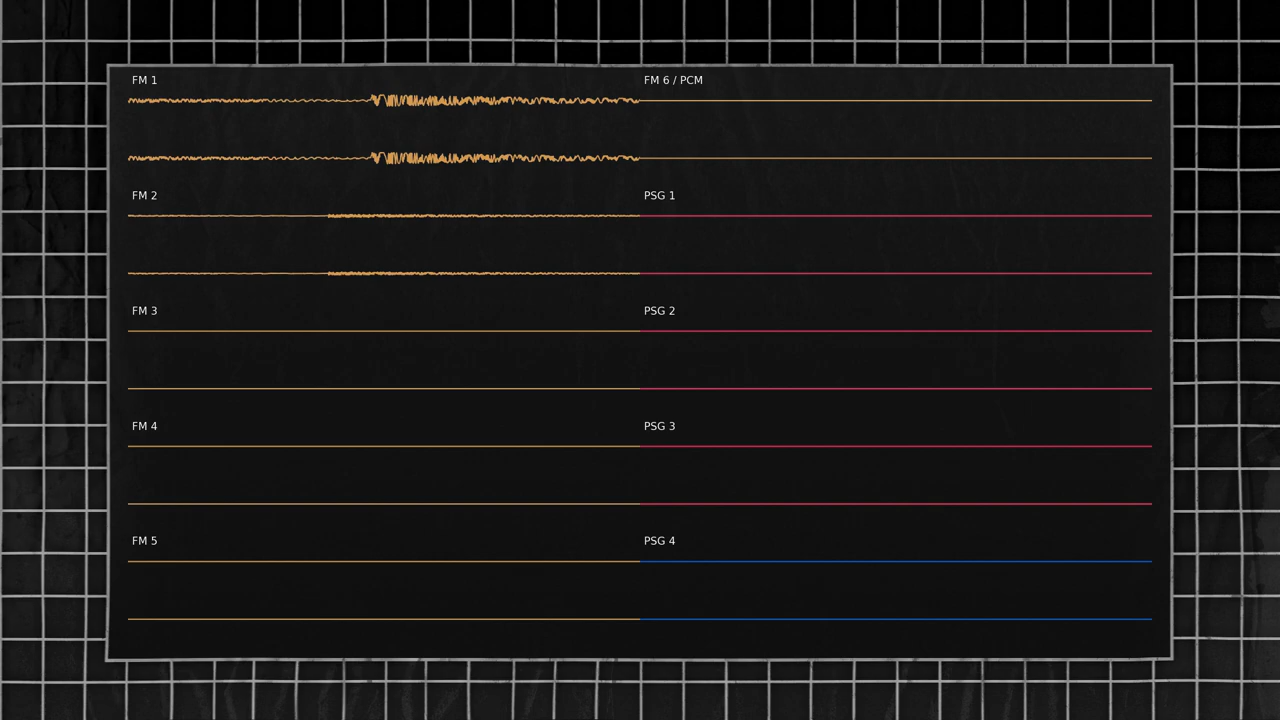 FM 1
FM 6 / PCM
FM 2
PSG 1
FM 3
PSG 2
FM 4
PSG 3
FM 5
PSG 4